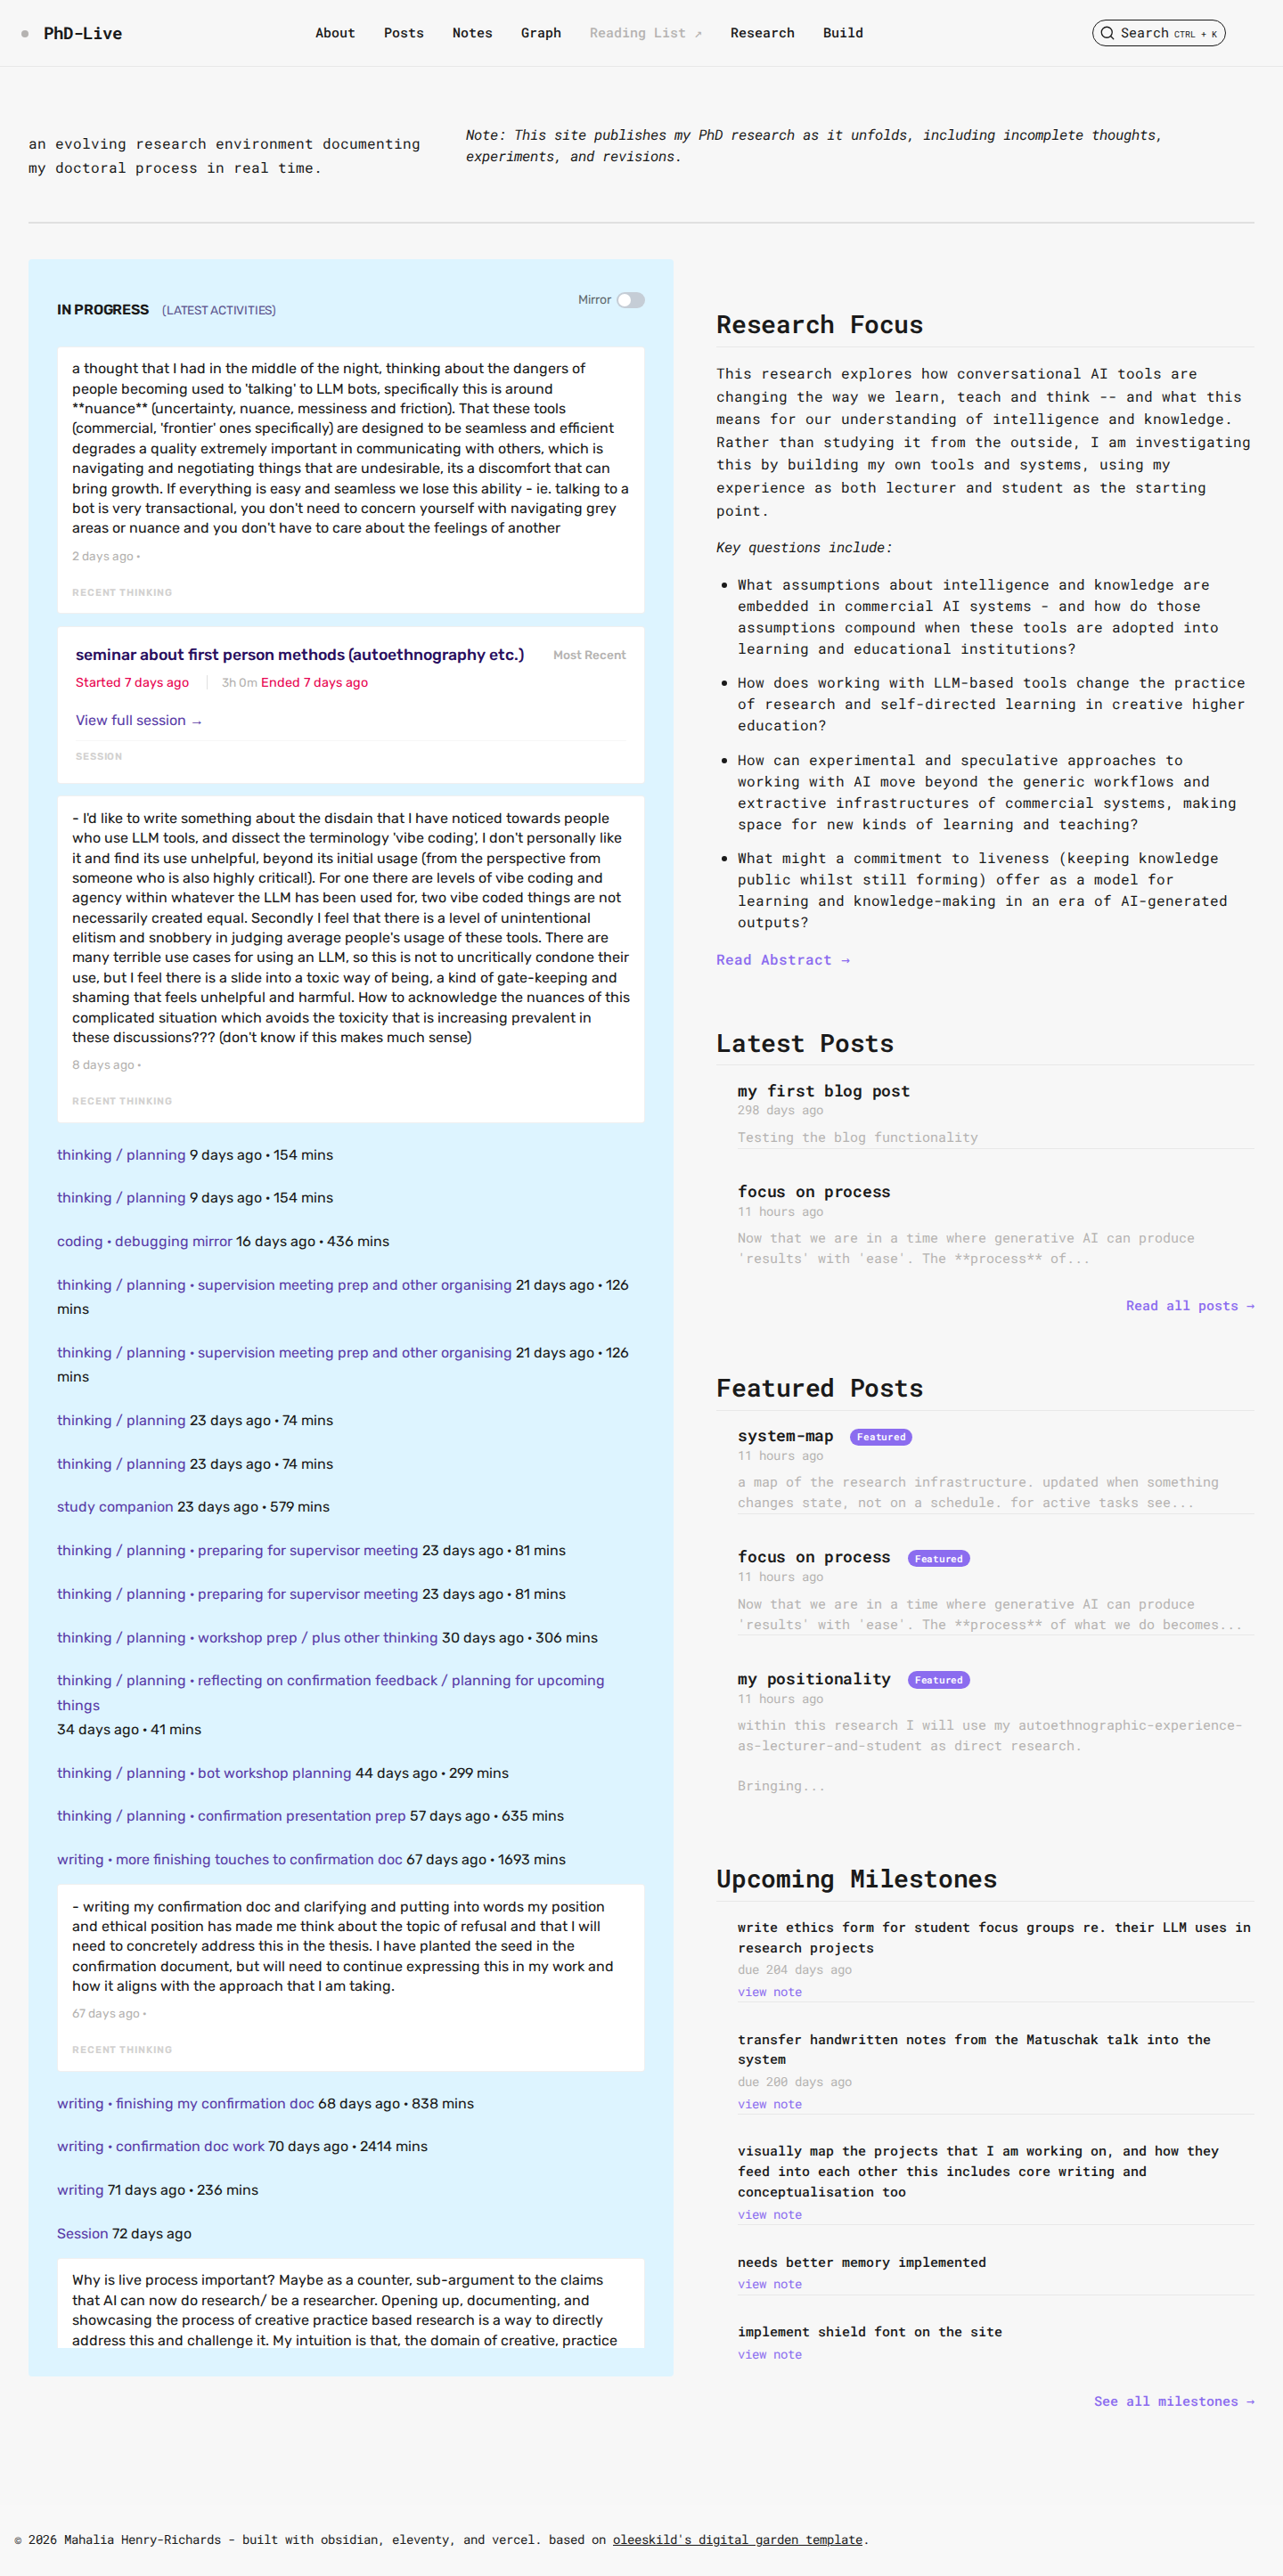 PhD-Live
About Posts Notes Graph Reading List ↗ Research Build
Search CTRL + K
an evolving research environment documenting
my doctoral process in real time.
Note: This site publishes my PhD research as it unfolds, including incomplete thoughts,
experiments, and revisions.
IN PROGRESS (LATEST ACTIVITIES)
Mirror
a thought that I had in the middle of the night, thinking about the dangers of
people becoming used to 'talking' to LLM bots, specifically this is around
**nuance** (uncertainty, nuance, messiness and friction). That these tools
(commercial, 'frontier' ones specifically) are designed to be seamless and efficient
degrades a quality extremely important in communicating with others, which is
navigating and negotiating things that are undesirable, its a discomfort that can
bring growth. If everything is easy and seamless we lose this ability - ie. talking to a
bot is very transactional, you don't need to concern yourself with navigating grey
areas or nuance and you don't have to care about the feelings of another
2 days ago •
RECENT THINKING
seminar about first person methods (autoethnography etc.)
Most Recent
Started 7 days ago 3h 0m Ended 7 days ago
View full session →
SESSION
- I'd like to write something about the disdain that I have noticed towards people
who use LLM tools, and dissect the terminology 'vibe coding', I don't personally like
it and find its use unhelpful, beyond its initial usage (from the perspective from
someone who is also highly critical!). For one there are levels of vibe coding and
agency within whatever the LLM has been used for, two vibe coded things are not
necessarily created equal. Secondly I feel that there is a level of unintentional
elitism and snobbery in judging average people's usage of these tools. There are
many terrible use cases for using an LLM, so this is not to uncritically condone their
use, but I feel there is a slide into a toxic way of being, a kind of gate-keeping and
shaming that feels unhelpful and harmful. How to acknowledge the nuances of this
complicated situation which avoids the toxicity that is increasing prevalent in
these discussions??? (don't know if this makes much sense)
8 days ago •
RECENT THINKING
thinking / planning 9 days ago • 154 mins
thinking / planning 9 days ago • 154 mins
coding • debugging mirror 16 days ago • 436 mins
thinking / planning • supervision meeting prep and other organising 21 days ago • 126
mins
thinking / planning • supervision meeting prep and other organising 21 days ago • 126
mins
thinking / planning 23 days ago • 74 mins
thinking / planning 23 days ago • 74 mins
study companion 23 days ago • 579 mins
thinking / planning • preparing for supervisor meeting 23 days ago • 81 mins
thinking / planning • preparing for supervisor meeting 23 days ago • 81 mins
thinking / planning • workshop prep / plus other thinking 30 days ago • 306 mins
thinking / planning • reflecting on confirmation feedback / planning for upcoming
things
34 days ago • 41 mins
thinking / planning • bot workshop planning 44 days ago • 299 mins
thinking / planning • confirmation presentation prep 57 days ago • 635 mins
writing • more finishing touches to confirmation doc 67 days ago • 1693 mins
- writing my confirmation doc and clarifying and putting into words my position
and ethical position has made me think about the topic of refusal and that I will
need to concretely address this in the thesis. I have planted the seed in the
confirmation document, but will need to continue expressing this in my work and
how it aligns with the approach that I am taking.
67 days ago •
RECENT THINKING
writing • finishing my confirmation doc 68 days ago • 838 mins
writing • confirmation doc work 70 days ago • 2414 mins
writing 71 days ago • 236 mins
Session 72 days ago
Why is live process important? Maybe as a counter, sub-argument to the claims
that AI can now do research/ be a researcher. Opening up, documenting, and
showcasing the process of creative practice based research is a way to directly
address this and challenge it. My intuition is that, the domain of creative, practice
Research Focus
This research explores how conversational AI tools are
changing the way we learn, teach and think -- and what this
means for our understanding of intelligence and knowledge.
Rather than studying it from the outside, I am investigating
this by building my own tools and systems, using my
experience as both lecturer and student as the starting
point.
Key questions include:
• What assumptions about intelligence and knowledge are
embedded in commercial AI systems - and how do those
assumptions compound when these tools are adopted into
learning and educational institutions?
• How does working with LLM-based tools change the practice
of research and self-directed learning in creative higher
education?
• How can experimental and speculative approaches to
working with AI move beyond the generic workflows and
extractive infrastructures of commercial systems, making
space for new kinds of learning and teaching?
• What might a commitment to liveness (keeping knowledge
public whilst still forming) offer as a model for
learning and knowledge-making in an era of AI-generated
outputs?
Read Abstract →
Latest Posts
my first blog post
298 days ago
Testing the blog functionality
focus on process
11 hours ago
Now that we are in a time where generative AI can produce
'results' with 'ease'. The **process** of...
Read all posts →
Featured Posts
system-map Featured
11 hours ago
a map of the research infrastructure. updated when something
changes state, not on a schedule. for active tasks see...
focus on process Featured
11 hours ago
Now that we are in a time where generative AI can produce
'results' with 'ease'. The **process** of what we do becomes...
my positionality Featured
11 hours ago
within this research I will use my autoethnographic-experience-
as-lecturer-and-student as direct research.
Bringing...
Upcoming Milestones
write ethics form for student focus groups re. their LLM uses in
research projects
due 204 days ago
view note
transfer handwritten notes from the Matuschak talk into the
system
due 200 days ago
view note
visually map the projects that I am working on, and how they
feed into each other this includes core writing and
conceptualisation too
view note
needs better memory implemented
view note
implement shield font on the site
view note
See all milestones →
© 2026 Mahalia Henry-Richards - built with obsidian, eleventy, and vercel. based on oleeskild's digital garden template.